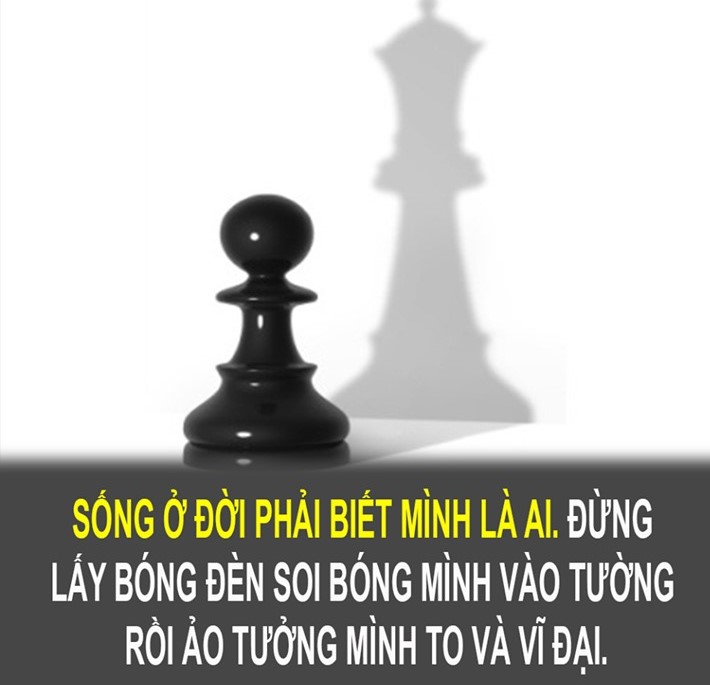 SỐNG Ở ĐỜI PHẢI BIẾT MÌNH LÀ AI. ĐỪNG
LẤY BÓNG ĐÈN SOI BÓNG MÌNH VÀO TƯỜNG
RỒI ẢO TƯỞNG MÌNH TO VÀ VĨ ĐẠI.